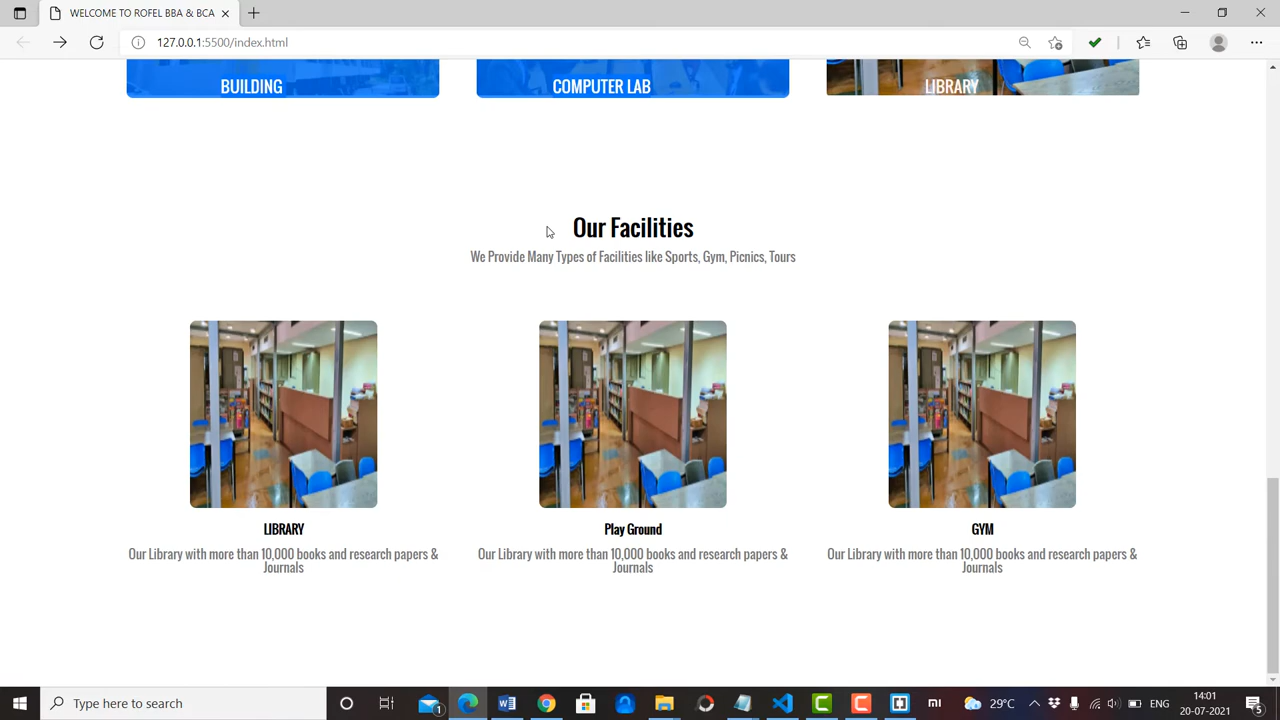 WELCOME TO ROFEL BBA & BCA
127.0.0.1:5500/index.html
BUILDING
COMPUTER LAB
LIBRARY
Our Facilities
We Provide Many Types of Facilities like Sports, Gym, Picnics, Tours
LIBRARY
Our Library with more than 10,000 books and research papers &
Journals
Play Ground
Our Library with more than 10,000 books and research papers &
Journals
GYM
Our Library with more than 10,000 books and research papers &
Journals
Type here to search
1
29°C
ENG
14:01
20-07-2021
5